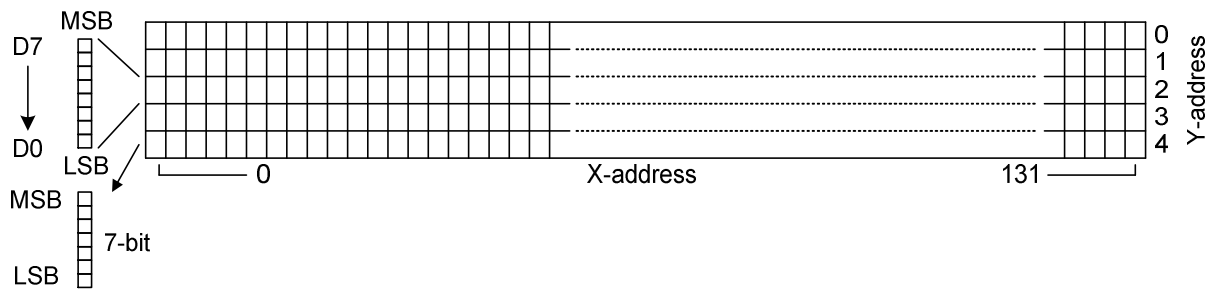 MSB
D7
D0
LSB
0
1
2
3
4
Y-address
0
X-address
131
MSB
7-bit
LSB